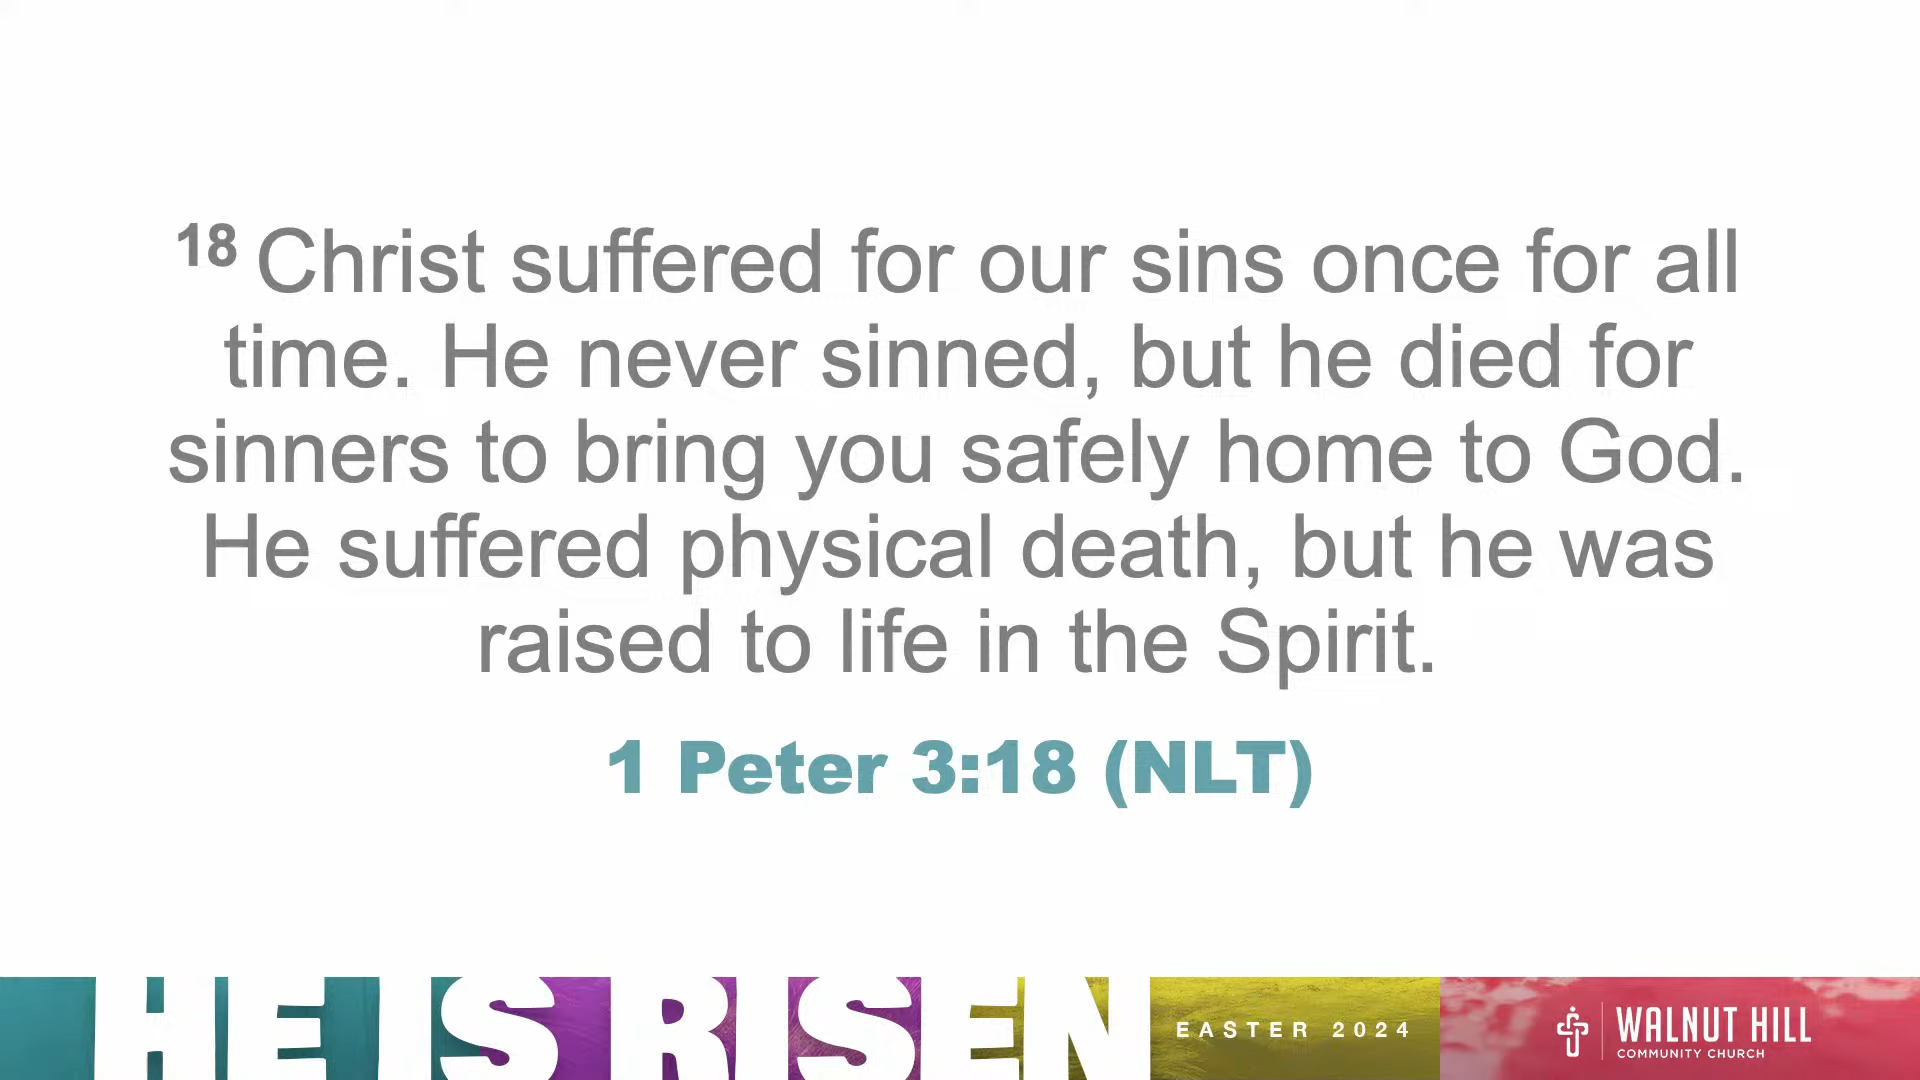 18 Christ suffered for our sins once for all
time. He never sinned, but he died for
sinners to bring you safely home to God.
He suffered physical death, but he was
raised to life in the Spirit.
1 Peter 3:18 (NLT)
HE IS RISEN
EASTER 2024
WALNUT HILL
COMMUNITY CHURCH